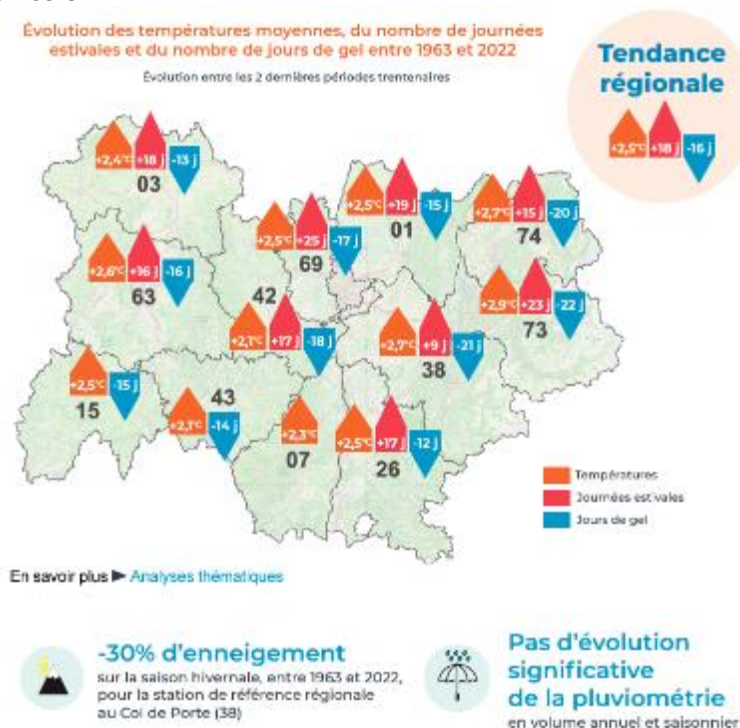 Évolution des températures moyennes, du nombre de journées
estivales et du nombre de jours de gel entre 1963 et 2022
Évolution entre les 2 dernières périodes trentenaires
Tendance
régionale
+2,5°C +18 j -16 j
+2,4°C +18 j -13 j
03
+2,5°C +19 j -15 j
01
+2,7°C +15 j -20 j
74
+2,5°C +25 j -17 j
69
+2,6°C +16 j -16 j
63
42
+2,1°C +17 j -18 j
+2,9°C +23 j -22 j
73
+2,7°C +9 j -21 j
38
+2,5°C -15 j
15
43
+2,1°C -14 j
+2,3°C
07
+2,5°C +17 j -12 j
26
Températures
Journées estivales
Jours de gel
En savoir plus ► Analyses thématiques
-30% d'enneigement
sur la saison hivernale, entre 1963 et 2022,
pour la station de référence régionale
au Col de Porte (38)
Pas d'évolution
significative
de la pluviométrie
en volume annuel et saisonnier